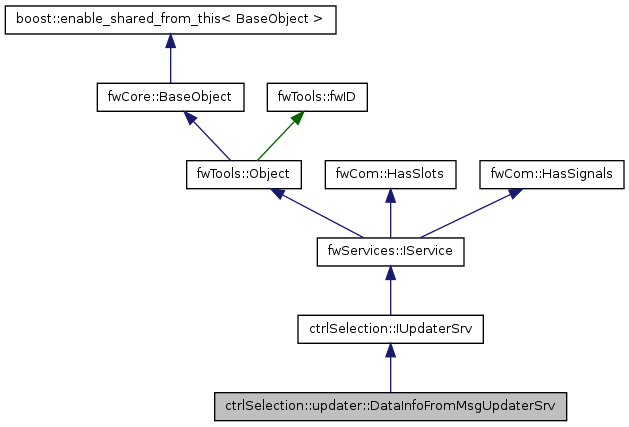 boost::enable_shared_from_this< BaseObject >
fwCore::BaseObject
fwTools::fwID
fwTools::Object
fwCom::HasSlots
fwCom::HasSignals
fwServices::IService
ctrlSelection::IUpdaterSrv
ctrlSelection::updater::DataInfoFromMsgUpdaterSrv